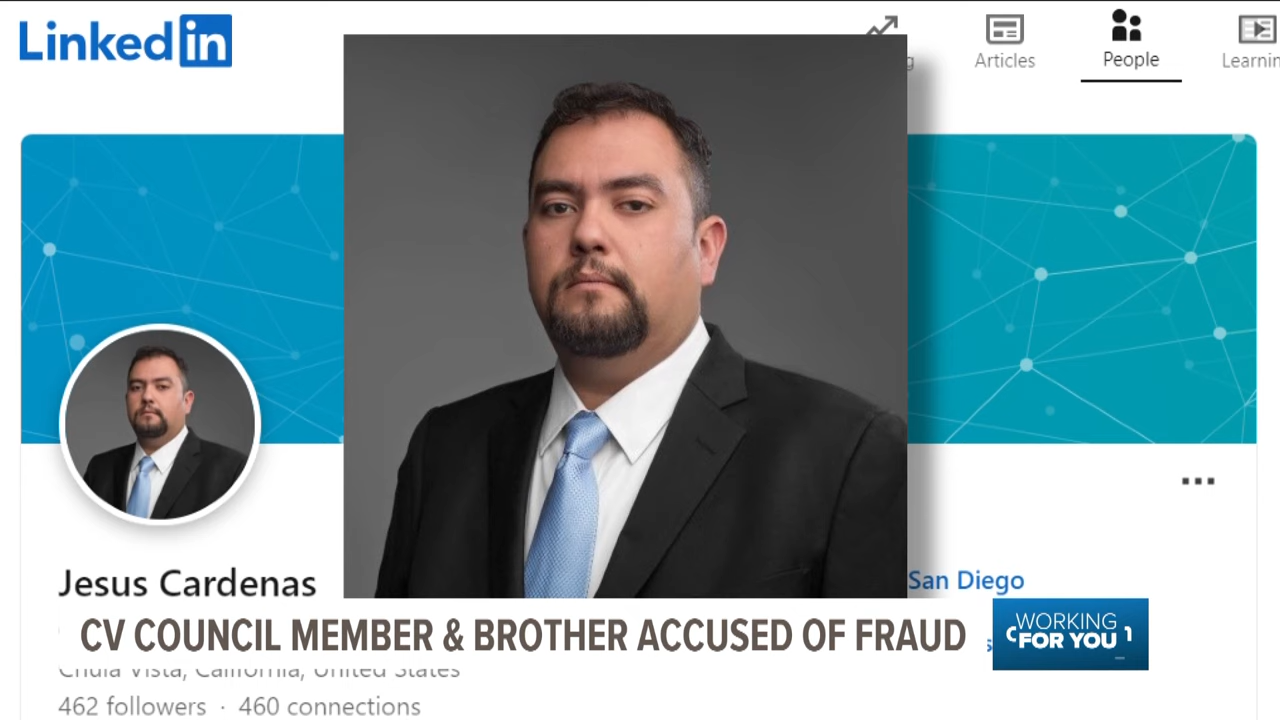 LinkedIn
Articles
People
Jesus Cardenas
San Diego
CV COUNCIL MEMBER & BROTHER ACCUSED OF FRAUD
WORKING
FOR YOU
Chula Vista, California, United States
462 followers · 460 connections